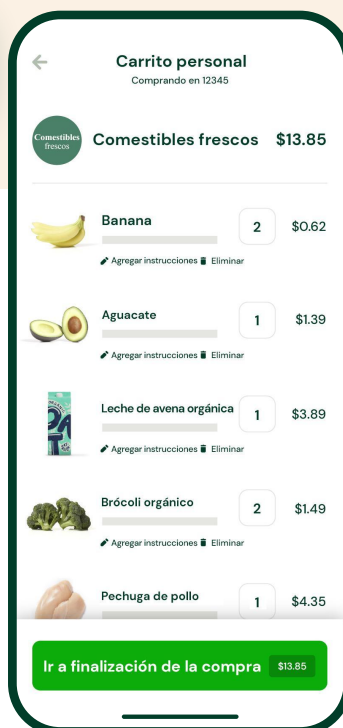 Carrito personal
Comprando en 12345
Comestibles
frescos
Comestibles frescos $13.85
Banana 2 $0.62
Agregar instrucciones Eliminar
Aguacate 1 $1.39
Agregar instrucciones Eliminar
Leche de avena orgánica 1 $3.89
Agregar instrucciones Eliminar
Brócoli orgánico 2 $1.49
Agregar instrucciones Eliminar
Pechuga de pollo 1 $4.35
Ir a finalización de la compra $13.85